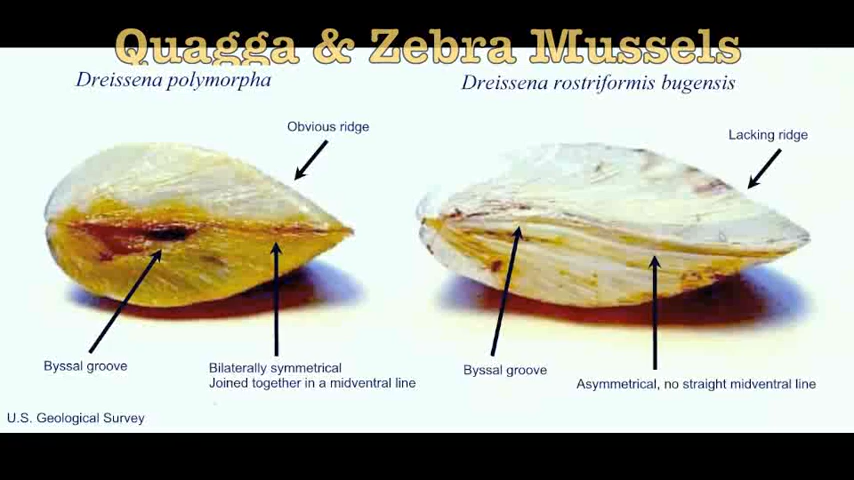 Quagga & Zebra Mussels
Dreissena polymorpha
Dreissena rostriformis bugensis
Obvious ridge
Lacking ridge
Byssal groove
Bilaterally symmetrical
Joined together in a midventral line
Byssal groove
Asymmetrical, no straight midventral line
U.S. Geological Survey